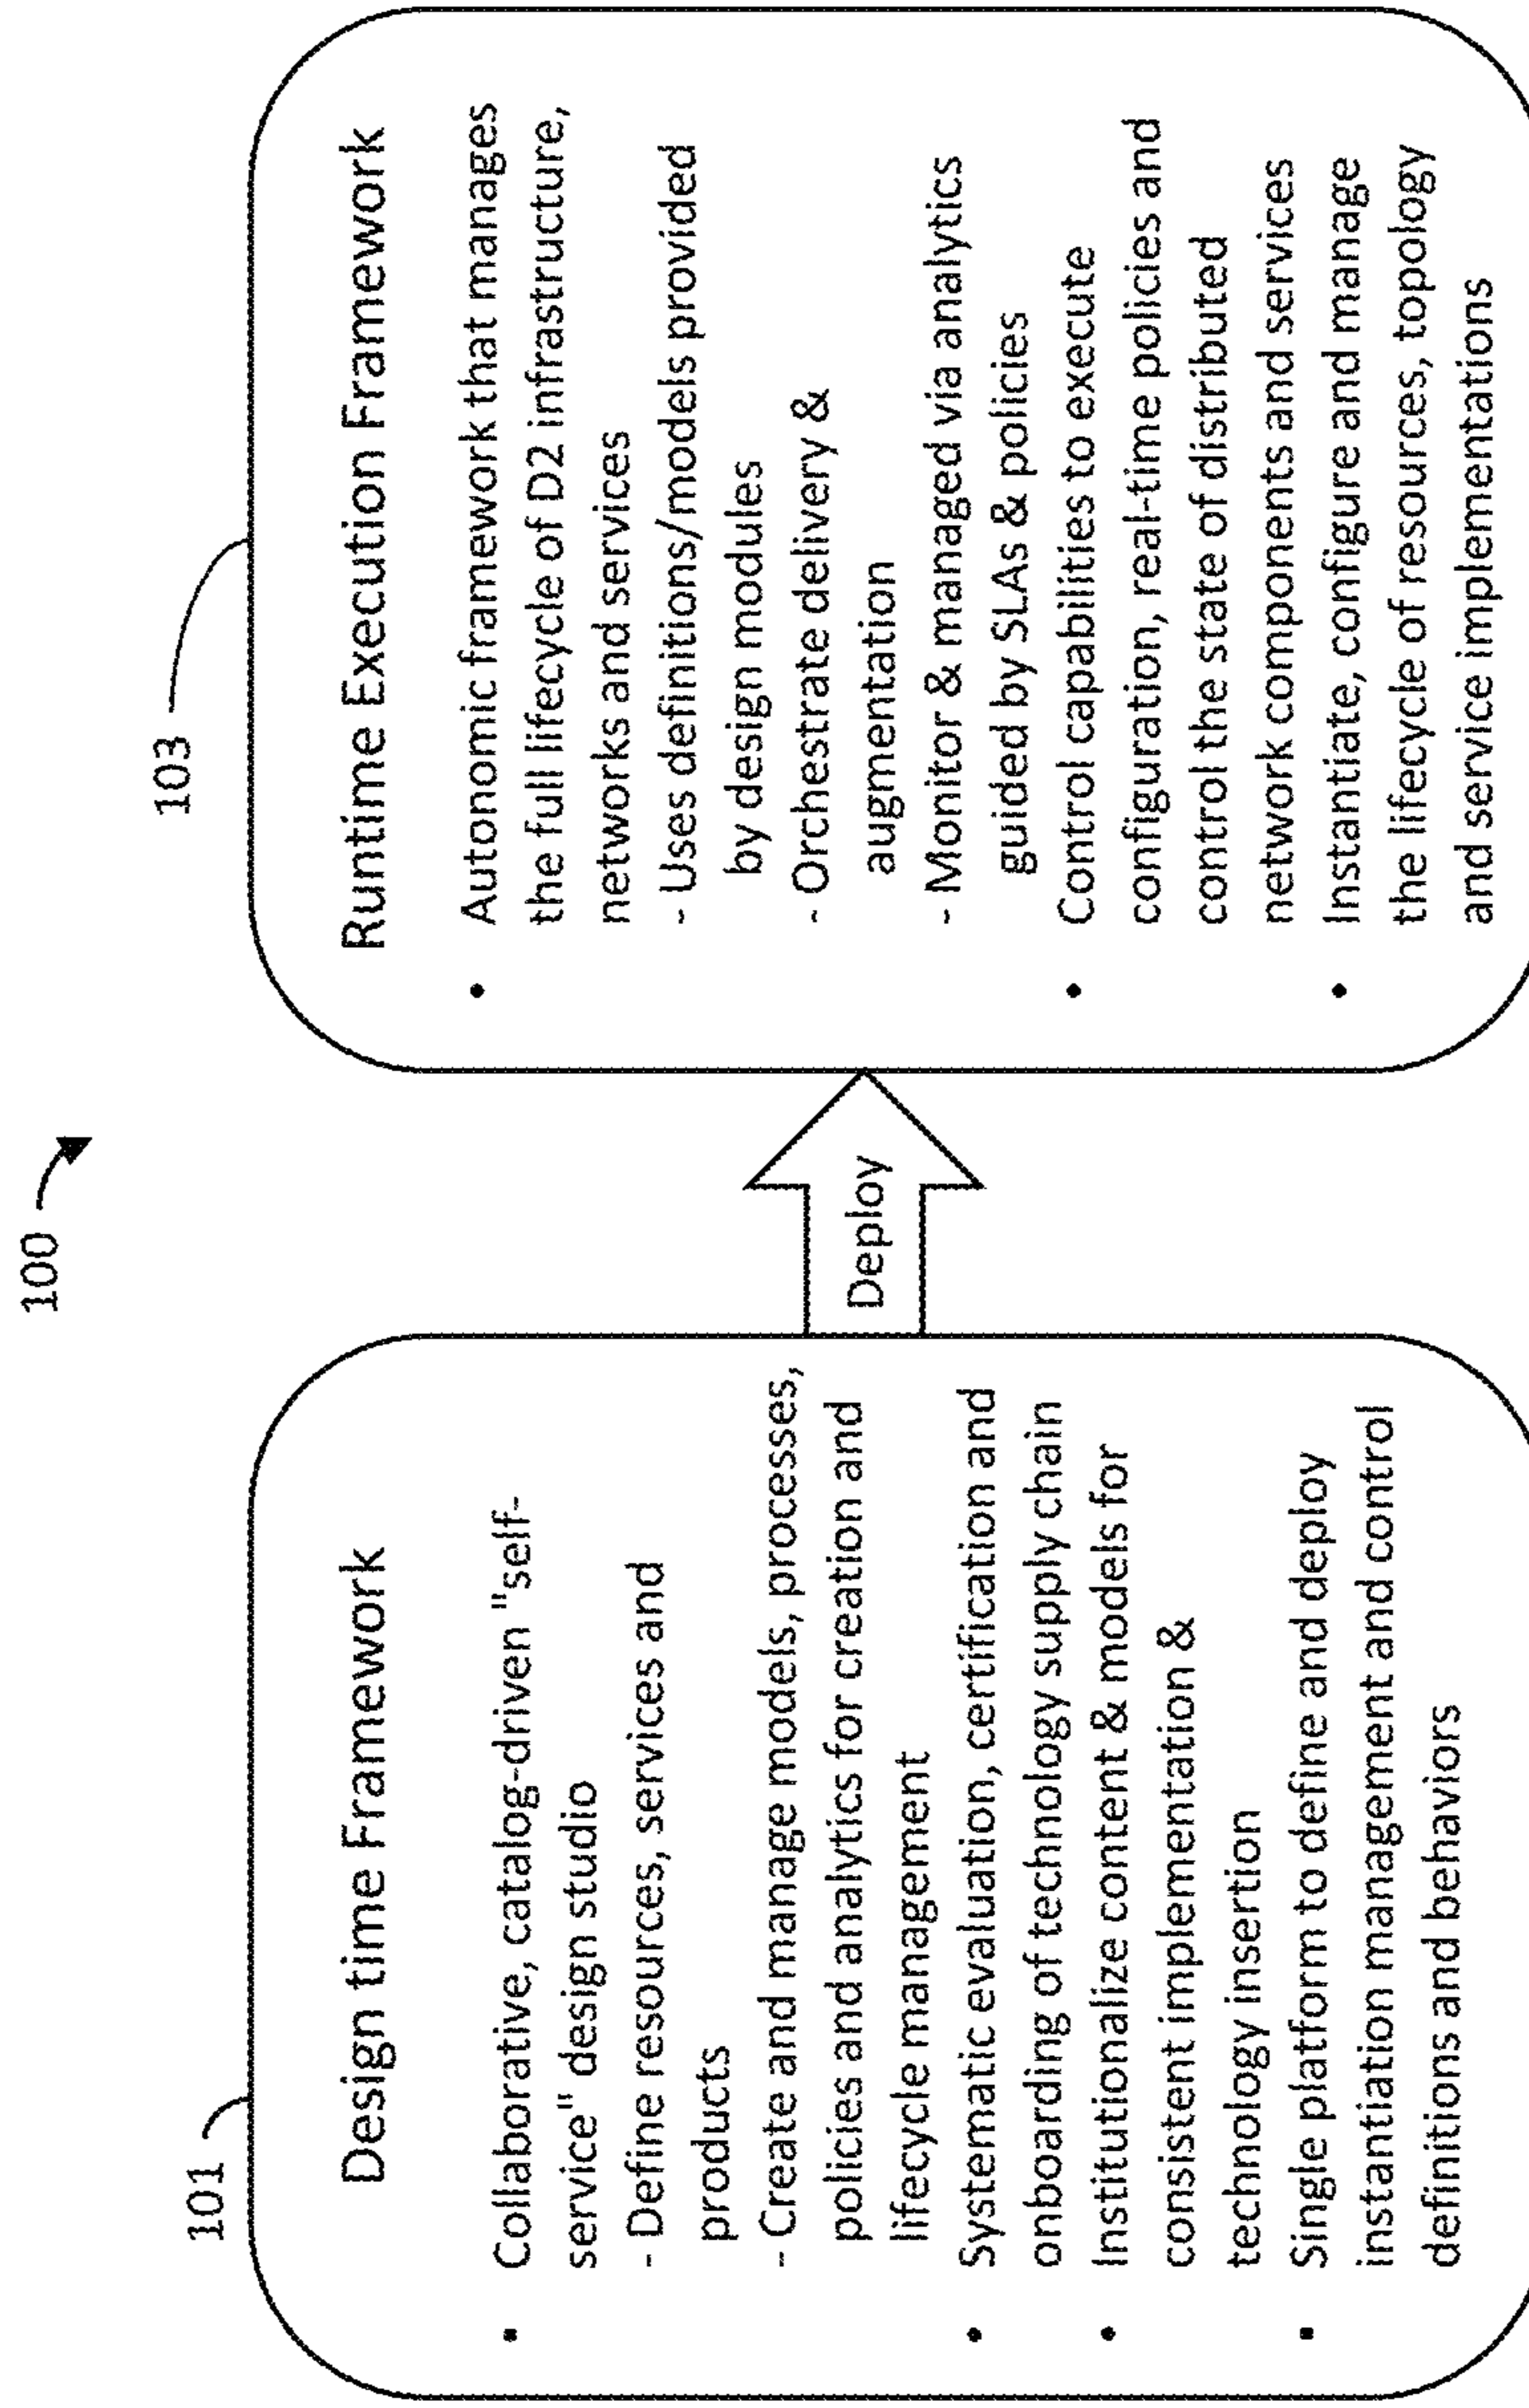 100
101
Design time Framework
• Collaborative, catalog-driven "self-
service" design studio
- Define resources, services and
products
- Create and manage models, processes,
policies and analytics for creation and
lifecycle management
• Systematic evaluation, certification and
onboarding of technology supply chain
• Institutionalize content & models for
consistent implementation &
technology insertion
• Single platform to define and deploy
instantiation management and control
definitions and behaviors
Deploy
103
Runtime Execution Framework
• Autonomic framework that manages
the full lifecycle of D2 infrastructure,
networks and services
- Uses definitions/models provided
by design modules
- Orchestrate delivery &
augmentation
- Monitor & managed via analytics
guided by SLAs & policies
• Control capabilities to execute
configuration, real-time policies and
control the state of distributed
network components and services
• Instantiate, configure and manage
the lifecycle of resources, topology
and service implementations